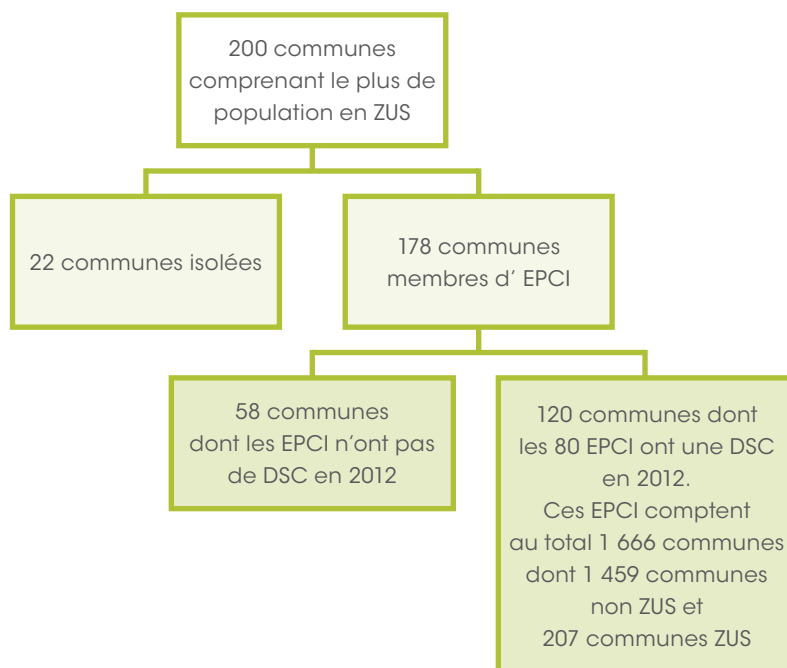 200 communes
comprenant le plus de
population en ZUS
22 communes isolées
178 communes
membres d’ EPCI
58 communes
dont les EPCI n’ont pas
de DSC en 2012
120 communes dont
les 80 EPCI ont une DSC
en 2012.
Ces EPCI comptent
au total 1 666 communes
dont 1 459 communes
non ZUS et
207 communes ZUS